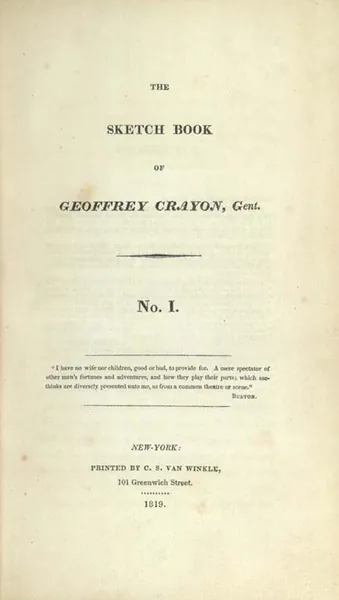 THE
SKETCH BOOK
OF
GEOFFREY CRAYON, Gent.
No. I.
"I have no wife nor children, good or bad, to provide for. A mere spectator of
other men's fortunes and adventures, and how they play their parts; which me-
thinks are diversely presented unto me, as from a common theatre or scene."
BURTON.
NEW-YORK:
PRINTED BY C. S. VAN WINKLE,
101 Greenwich Street.
..........
1819.